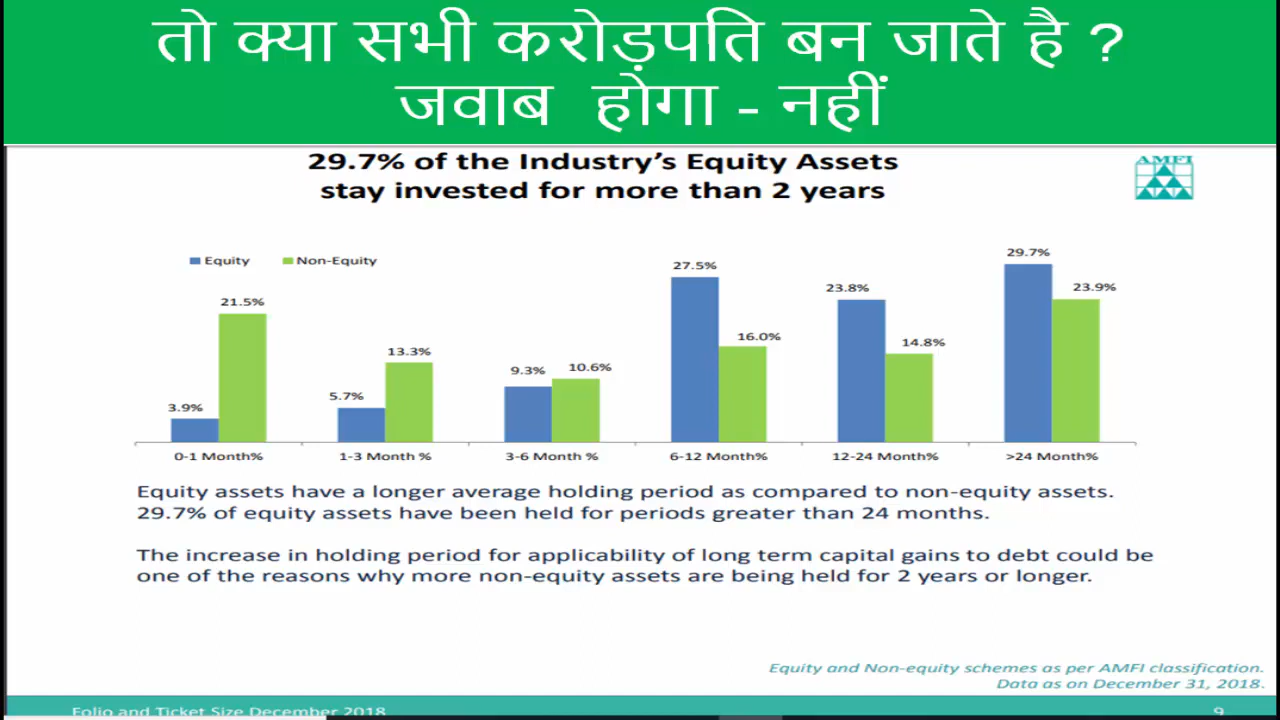 तो क्या सभी करोड़पति बन जाते है ?
जवाब होगा - नहीं
29.7% of the Industry's Equity Assets
stay invested for more than 2 years
AMFI
Equity Non-Equity
3.9% 21.5% 5.7% 13.3% 9.3% 10.6% 27.5% 16.0% 23.8% 14.8% 29.7% 23.9%
0-1 Month% 1-3 Month % 3-6 Month % 6-12 Month% 12-24 Month% >24 Month%
Equity assets have a longer average holding period as compared to non-equity assets.
29.7% of equity assets have been held for periods greater than 24 months.
The increase in holding period for applicability of long term capital gains to debt could be
one of the reasons why more non-equity assets are being held for 2 years or longer.
Equity and Non-equity schemes as per AMFI classification.
Data as on December 31, 2018.
Folio and Ticket Size December 2018 9